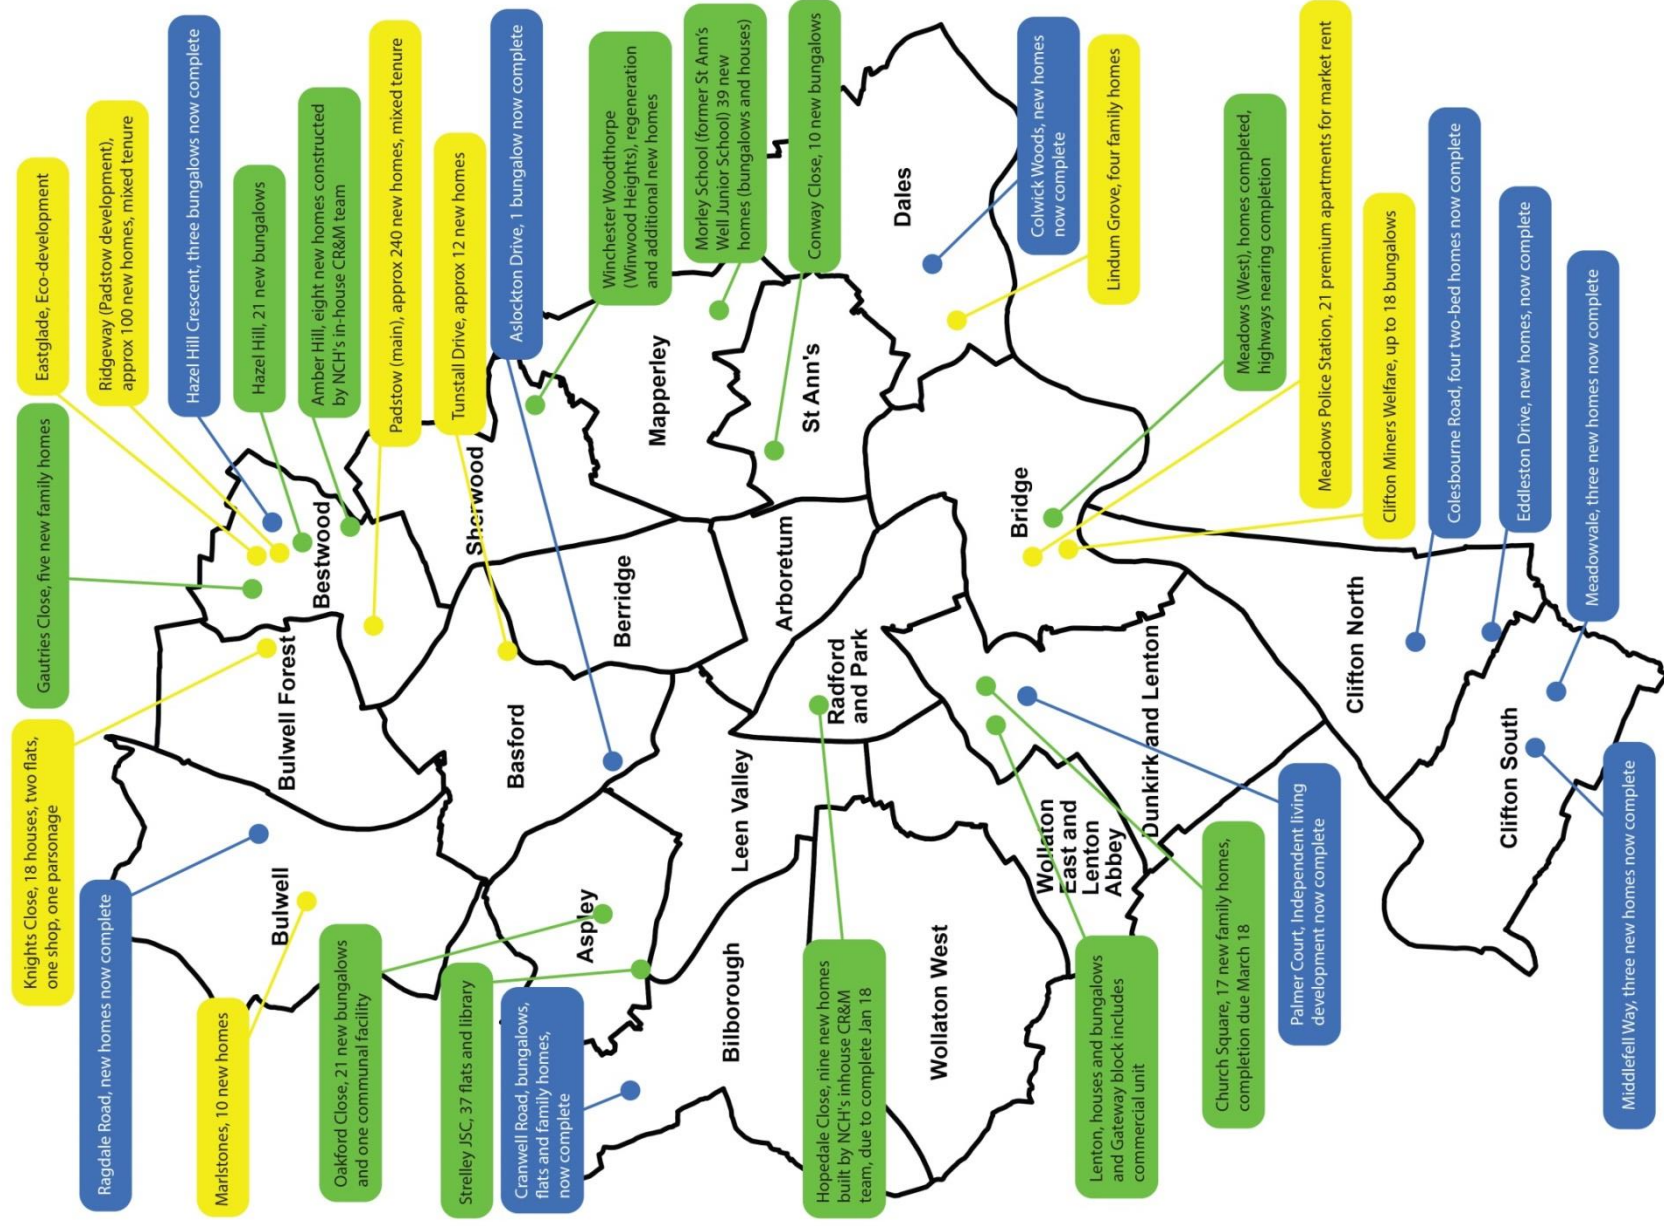 Knights Close, 18 houses, two flats,
one shop, one parsonage
Gautries Close, five new family homes
Eastglade, Eco-development
Ragdale Road, new homes now complete
Ridgeway (Padstow development),
approx 100 new homes, mixed tenure
Hazel Hill Crescent, three bungalows now complete
Marlstones, 10 new homes
Hazel Hill, 21 new bungalows
Bulwell
Bulwell Forest
Bestwood
Amber Hill, eight new homes constructed
by NCH's in-house CR&M team
Oakford Close, 21 new bungalows
and one communal facility
Padstow (main), approx 240 new homes, mixed tenure
Strelley JSC, 37 flats and library
Tunstall Drive, approx 12 new homes
Sherwood
Basford
Aslockton Drive, 1 bungalow now complete
Cranwell Road, bungalows,
flats and family homes,
now complete
Aspley
Berridge
Winchester Woodthorpe
(Winwood Heights), regeneration
and additional new homes
Mapperley
Morley School (former St Ann's
Well Junior School) 39 new
homes (bungalows and houses)
Bilborough
Leen Valley
Arboretum
St Ann's
Conway Close, 10 new bungalows
Hopedale Close, nine new homes
built by NCH's inhouse CR&M
team, due to complete Jan 18
Radford
and Park
Dales
Wollaton West
Bridge
Colwick Woods, new homes
now complete
Wollaton
East and
Lenton
Abbey
Lindum Grove, four family homes
Lenton, houses and bungalows
and Gateway block includes
commercial unit
Dunkirk and Lenton
Church Square, 17 new family homes,
completion due March 18
Meadows (West), homes completed,
highways nearing completion
Palmer Court, Independent living
development now complete
Meadows Police Station, 21 premium apartments for market rent
Clifton North
Clifton Miners Welfare, up to 18 bungalows
Colesbourne Road, four two-bed homes now complete
Clifton South
Eddleston Drive, new homes, now complete
Meadowvale, three new homes now complete
Middlefell Way, three new homes now complete